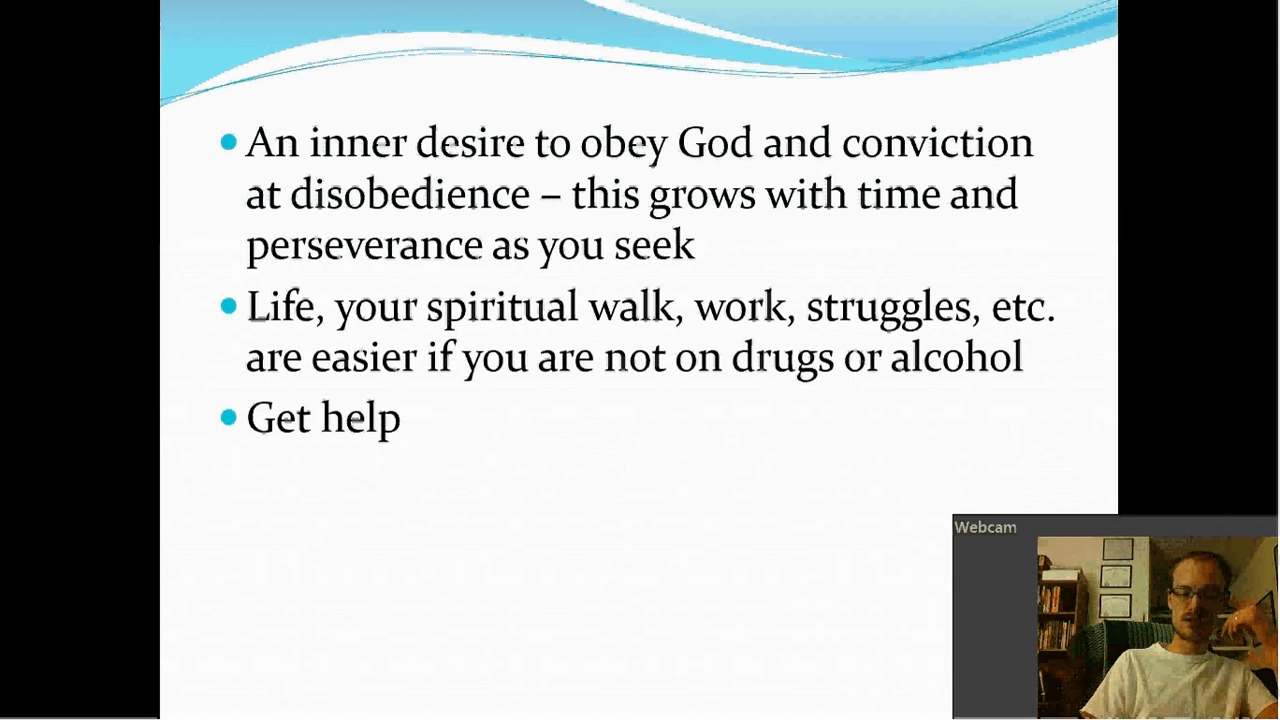 An inner desire to obey God and conviction
at disobedience – this grows with time and
perseverance as you seek
Life, your spiritual walk, work, struggles, etc.
are easier if you are not on drugs or alcohol
Get help
Webcam